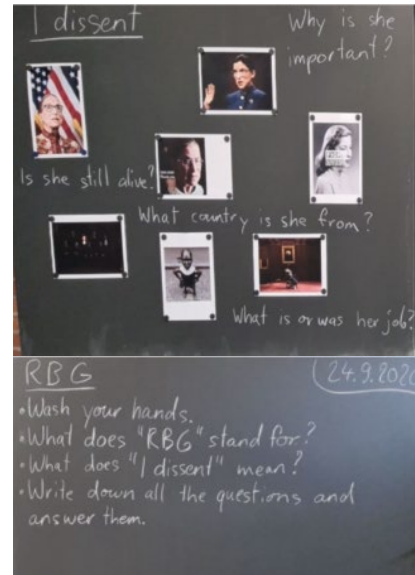 I dissent
Why is she
important?
Is she still alive?
What country is she from?
What is or was her job?
RBG
24.9.2020
• Wash your hands.
• What does "RBG" stand for?
• What does "I dissent" mean?
• Write down all the questions and
answer them.